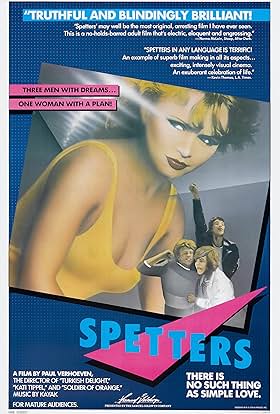 "TRUTHFUL AND BLINDINGLY BRILLIANT!
'Spetters' may well be the most original, arresting film I have ever seen.
This is a no-holds-barred adult film that's electric, eloquent and engrossing."
"SPETTERS IN ANY LANGUAGE IS TERRIFIC!
An example of superb film making in all its aspects...
exciting, intensely visual cinema.
An exuberant celebration of life."
—Kevin Thomas, L.A. Times.
THREE MEN WITH DREAMS...
ONE WOMAN WITH A PLAN!
SPETTERS
A FILM BY PAUL VERHOEVEN,
THE DIRECTOR OF "TURKISH DELIGHT,"
"KATI TIPPEL," AND "SOLDIER OF ORANGE."
MUSIC BY KAYAK
FOR MATURE AUDIENCES.
THERE IS
NO SUCH THING
AS SIMPLE LOVE.